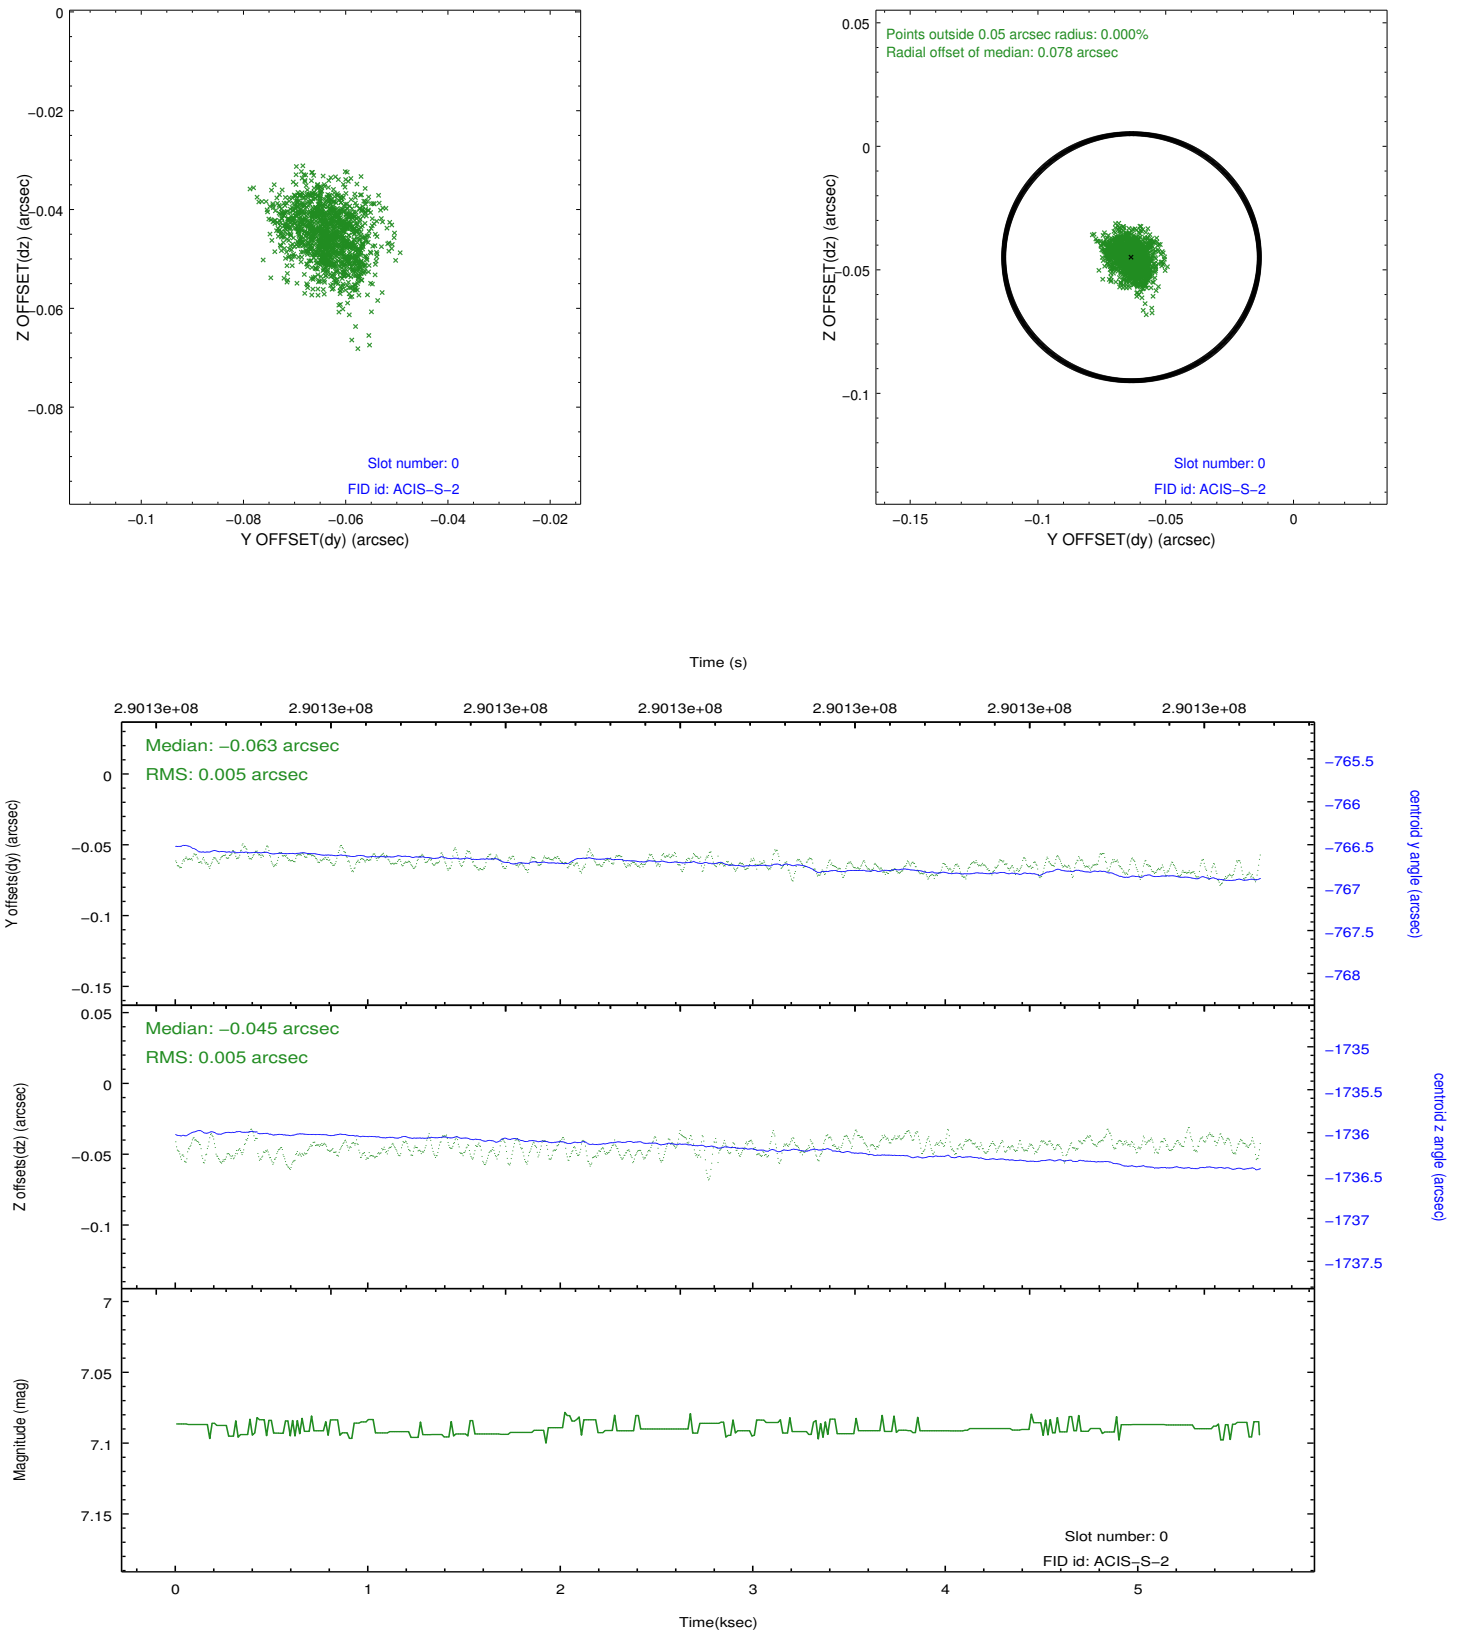 0
−0.02
−0.04
−0.06
−0.08
Z OFFSET(dz) (arcsec)
Slot number: 0
FID id: ACIS−S−2
−0.1
−0.08
−0.06
−0.04
−0.02
Y OFFSET(dy) (arcsec)
Points outside 0.05 arcsec radius: 0.000%
Radial offset of median: 0.078 arcsec
0.05
0
−0.05
−0.1
Z OFFSET(dz) (arcsec)
Slot number: 0
FID id: ACIS−S−2
−0.15
−0.1
−0.05
0
Y OFFSET(dy) (arcsec)
Time (s)
2.9013e+08
2.9013e+08
2.9013e+08
2.9013e+08
2.9013e+08
2.9013e+08
2.9013e+08
Median: −0.063 arcsec
RMS: 0.005 arcsec
0
−0.05
−0.1
−0.15
Y offsets(dy) (arcsec)
−765.5
−766
−766.5
−767
−767.5
−768
centroid y angle (arcsec)
Median: −0.045 arcsec
RMS: 0.005 arcsec
0.05
0
−0.05
−0.1
Z offsets(dz) (arcsec)
−1735
−1735.5
−1736
−1736.5
−1737
−1737.5
centroid z angle (arcsec)
7
7.05
7.1
7.15
Magnitude (mag)
Slot number: 0
FID id: ACIS−S−2
0
1
2
3
4
5
Time(ksec)